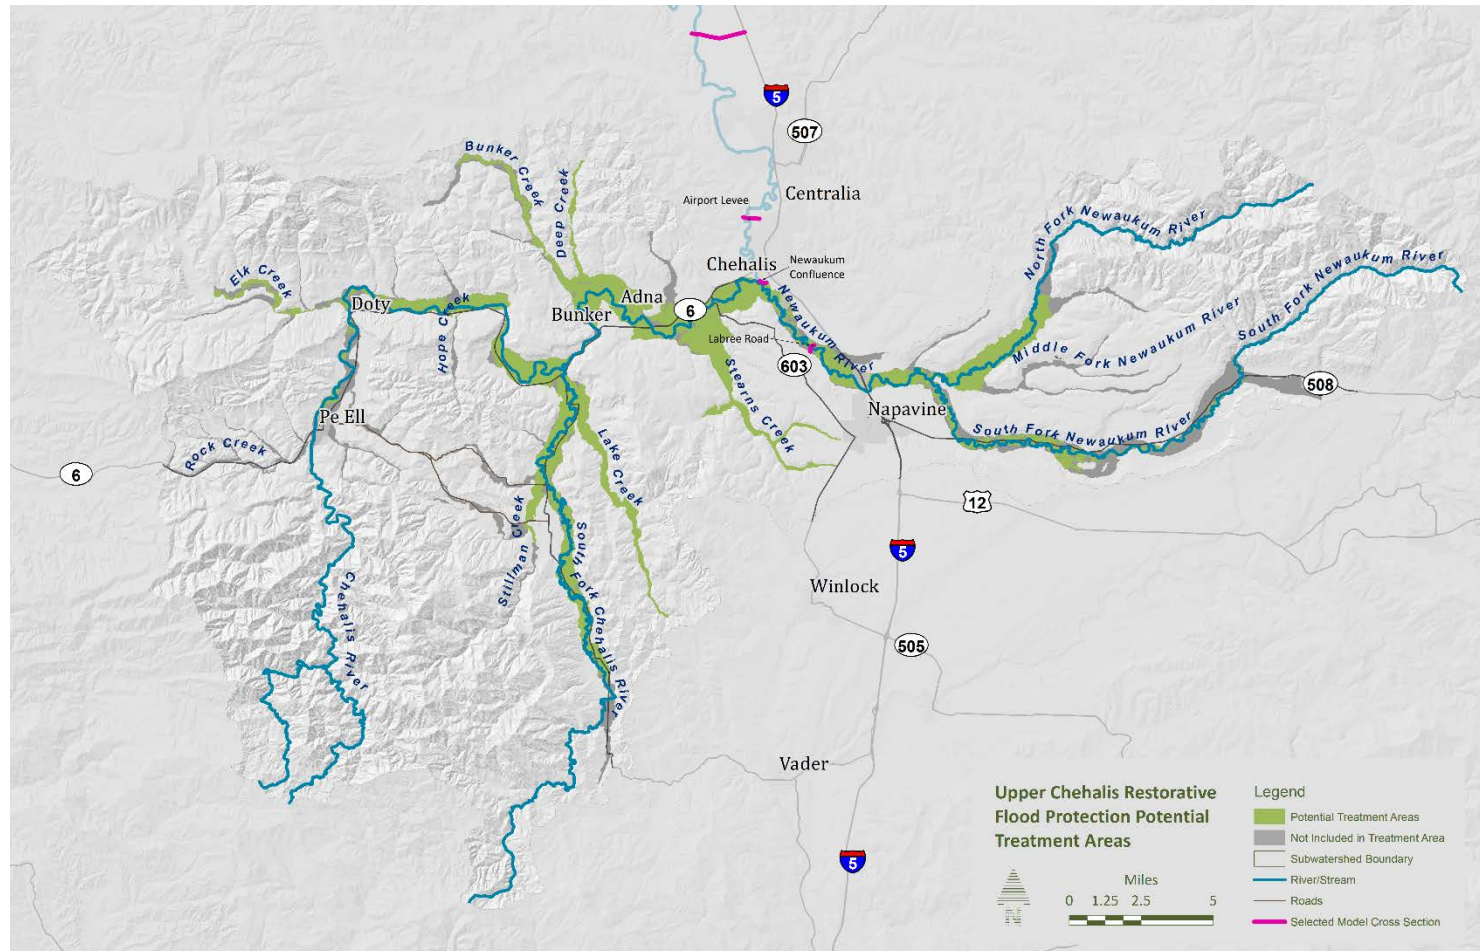 5
507
Bunker Creek
Deep Creek
Centralia
Airport Levee
North Fork Newaukum River
South Fork Newaukum River
Elk Creek
Chehalis
Newaukum
Confluence
Doty
Adna
6
Bunker
Hope Creek
Newaukum River
Labree Road
603
Middle Fork Newaukum River
508
Stearns Creek
Napavine
Pe Ell
South Fork Newaukum River
Rock Creek
6
Lake Creek
12
Stillman Creek
South Fork Chehalis River
5
Chehalis River
Winlock
505
Vader
5
Upper Chehalis Restorative
Flood Protection Potential
Treatment Areas
Miles
0 1.25 2.5 5
Legend
Potential Treatment Areas
Not Included in Treatment Area
Subwatershed Boundary
River/Stream
Roads
Selected Model Cross Section